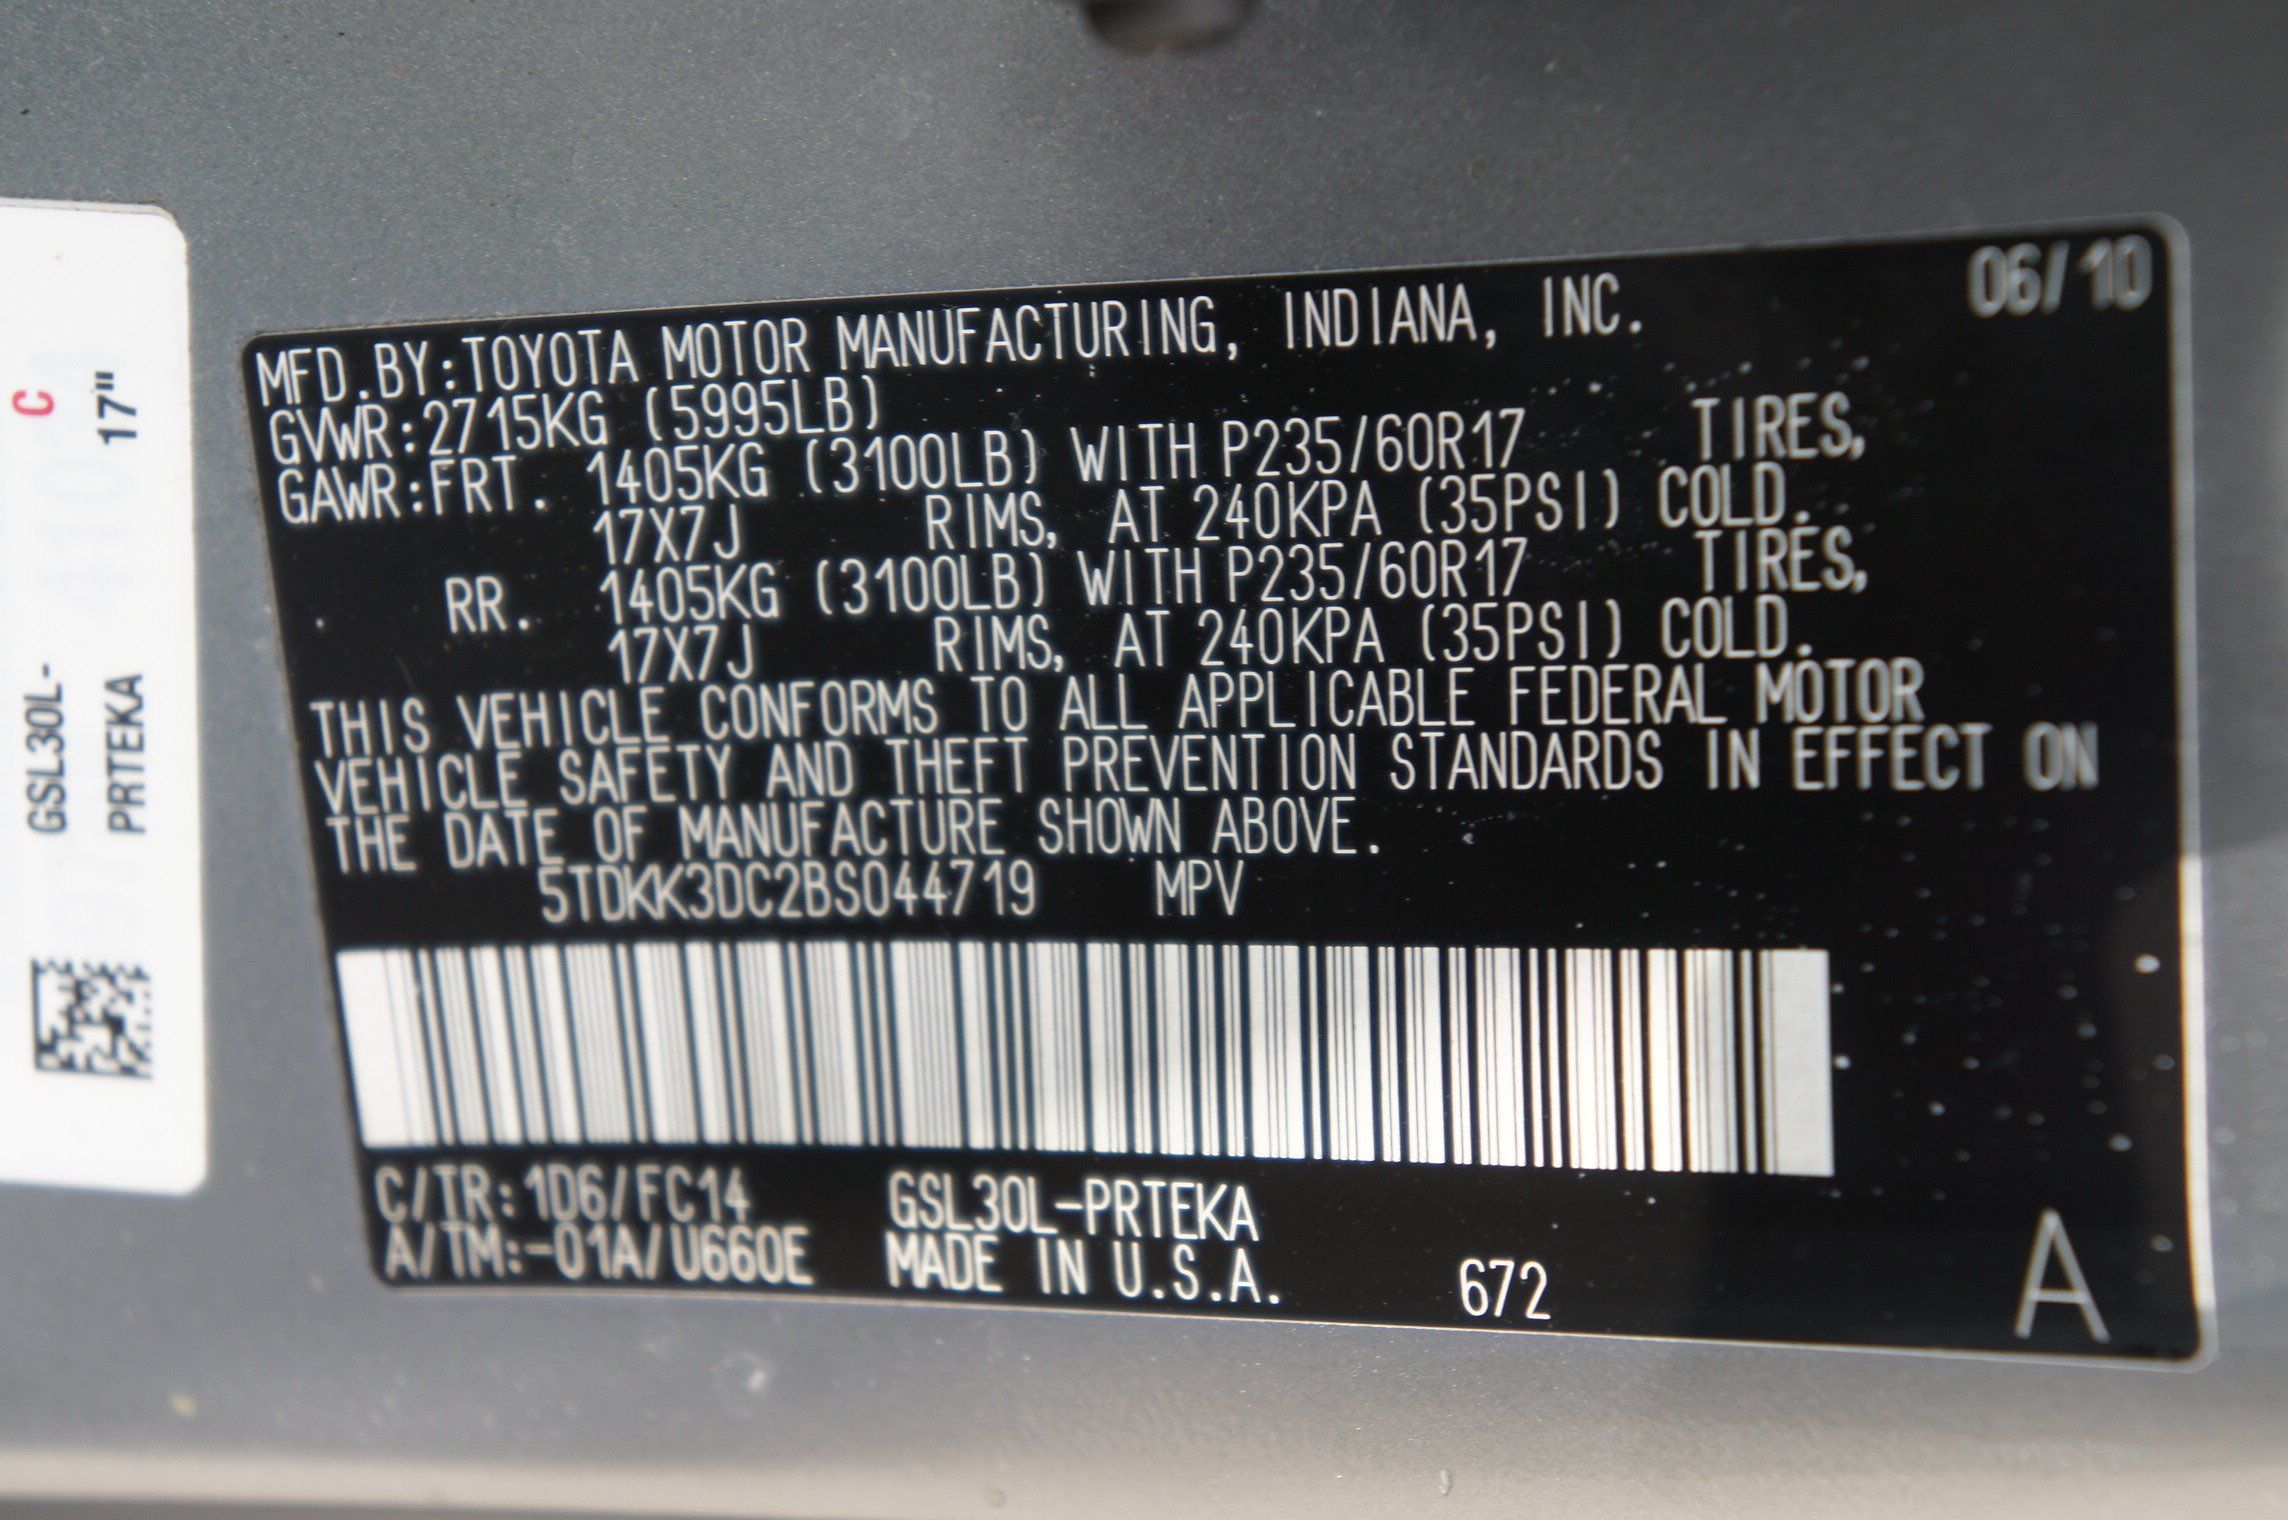 C
17"
GSL30L-
PRTEKA
06/10
MFD.BY:TOYOTA MOTOR MANUFACTURING, INDIANA, INC.
GVWR:2715KG (5995LB)
GAWR:FRT. 1405KG (3100LB) WITH P235/60R17 TIRES,
17X7J RIMS, AT 240KPA (35PSI) COLD.
RR. 1405KG (3100LB) WITH P235/60R17 TIRES,
17X7J RIMS, AT 240KPA (35PSI) COLD.
THIS VEHICLE CONFORMS TO ALL APPLICABLE FEDERAL MOTOR
VEHICLE SAFETY AND THEFT PREVENTION STANDARDS IN EFFECT ON
THE DATE OF MANUFACTURE SHOWN ABOVE.
5TDKK3DC2BS044719 MPV
C/TR:1D6/FC14 GSL30L-PRTEKA
A/TM:-01A/U660E MADE IN U.S.A. 672
A